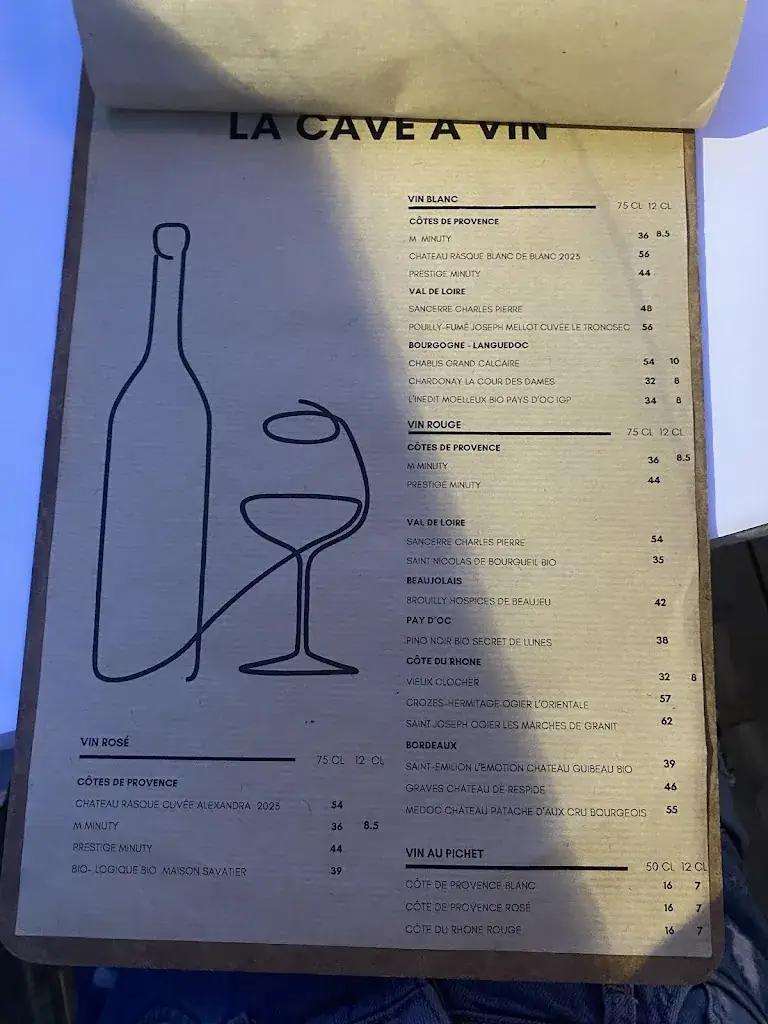 LA CAVE À VIN
VIN BLANC 75 CL 12 CL
CÔTES DE PROVENCE
M MINUTY 36 8.5
CHATEAU RASQUE BLANC DE BLANC 2023 56
PRESTIGE MINUTY 44
VAL DE LOIRE
SANCERRE CHARLES PIERRE 48
POUILLY-FUMÉ JOSEPH MELLOT CUVÉE LE TRONCSEC 56
BOURGOGNE - LANGUEDOC
CHABLIS GRAND CALCAIRE 54 10
CHARDONAY LA COUR DES DAMES 32 8
L'INEDIT MOELLEUX BIO PAYS D'OC IGP 34 8
VIN ROUGE 75 CL 12 CL
CÔTES DE PROVENCE
M MINUTY 36 8.5
PRESTIGE MINUTY 44
VAL DE LOIRE
SANCERRE CHARLES PIERRE 54
SAINT NICOLAS DE BOURGUEIL BIO 35
BEAUJOLAIS
BROUILLY HOSPICES DE BEAUJEU 42
PAY D'OC
PINO NOIR BIO SECRET DE LUNES 38
CÔTE DU RHONE
VIEUX CLOCHER 32 8
CROZES-HERMITAGE OGIER L'ORIENTALE 57
SAINT JOSEPH OGIER LES MARCHES DE GRANIT 62
BORDEAUX
SAINT-EMILION L'EMOTION CHATEAU GUIBEAU BIO 39
GRAVES CHATEAU DE RESPIDE 46
MEDOC CHATEAU PATACHE D'AUX CRU BOURGEOIS 55
VIN AU PICHET 50 CL 12 CL
CÔTE DE PROVENCE BLANC 16 7
CÔTE DE PROVENCE ROSÉ 16 7
CÔTE DU RHONE ROUGE 16 7
VIN ROSÉ 75 CL 12 CL
CÔTES DE PROVENCE
CHATEAU RASQUE CUVÉE ALEXANDRA 2023 54
M MINUTY 36 8.5
PRESTIGE MINUTY 44
BIO- LOGIQUE BIO MAISON SAVATIER 39